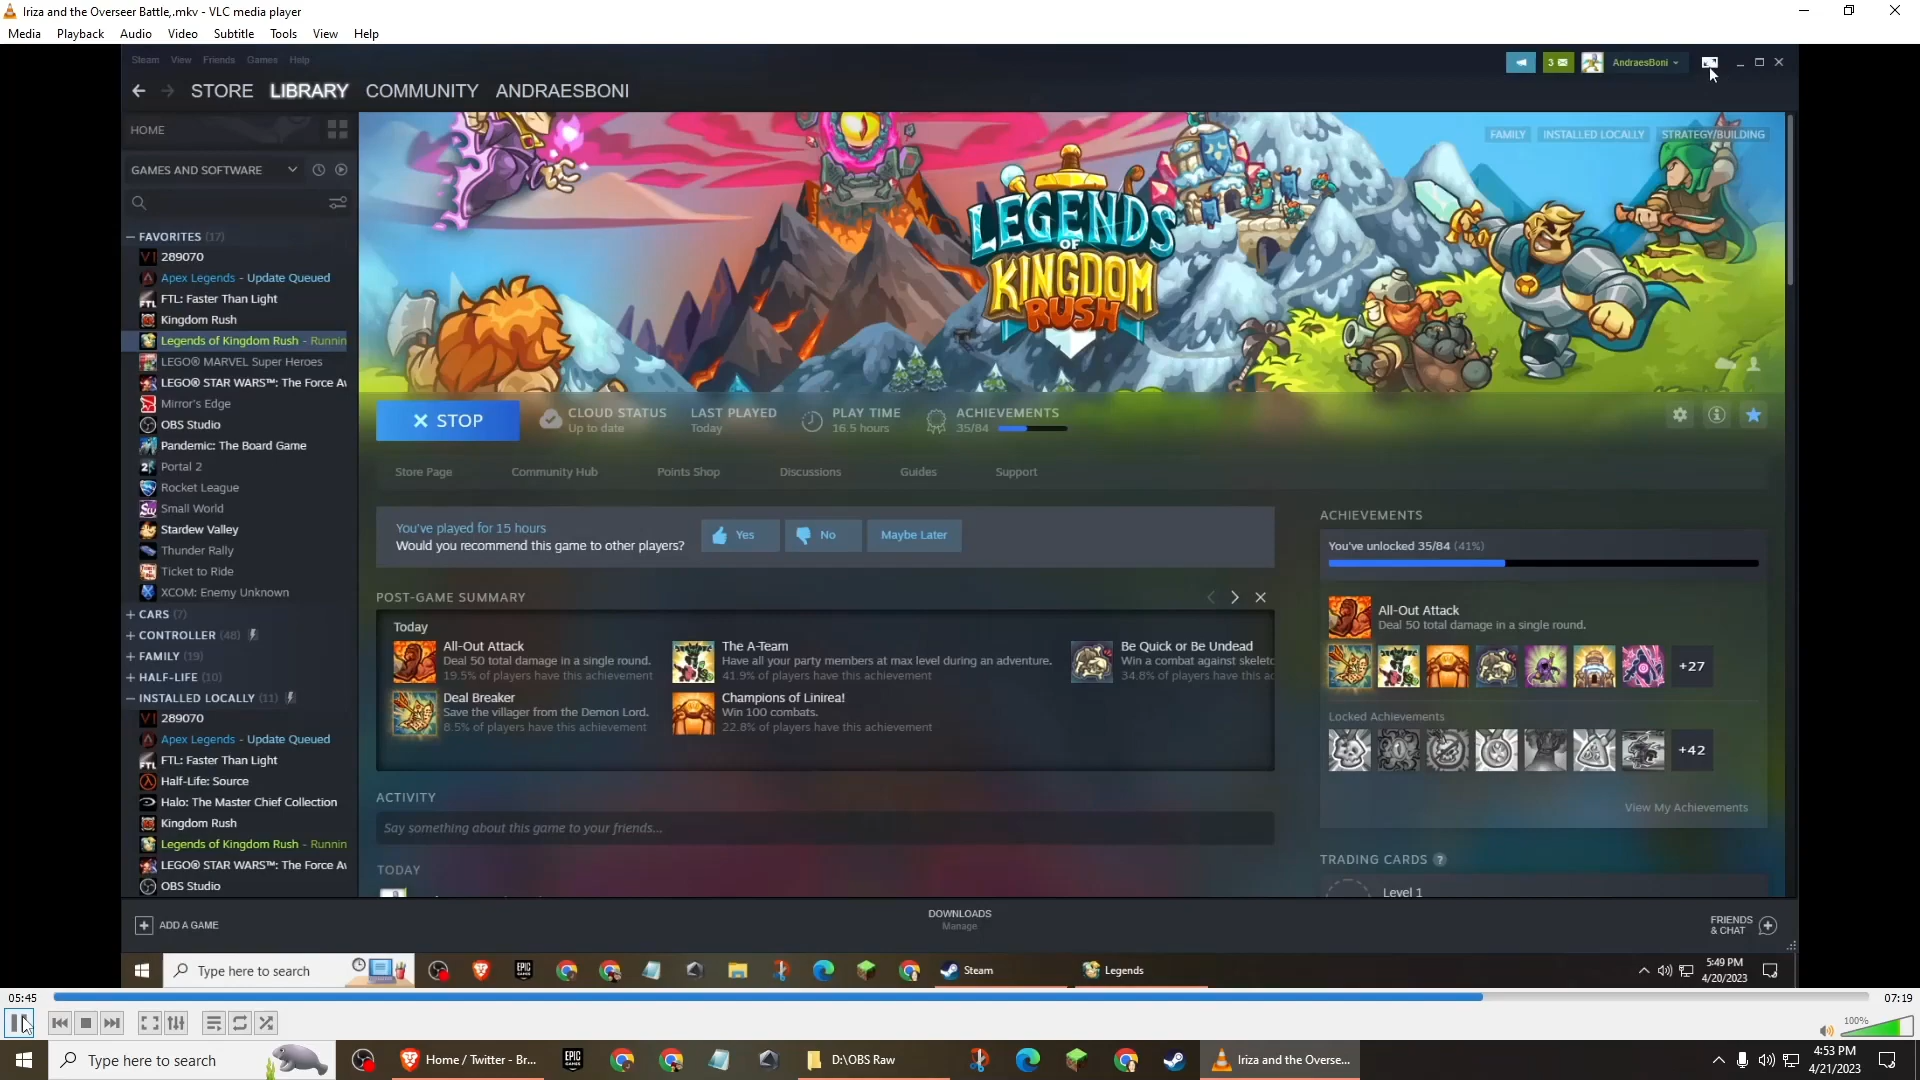 Iriza and the Overseer Battle,.mkv - VLC media player
Media Playback Audio Video Subtitle Tools View Help
Steam View Friends Games Help
3
AndraesBoni
STORE LIBRARY COMMUNITY ANDRAESBONI
HOME
GAMES AND SOFTWARE
FAMILY INSTALLED LOCALLY STRATEGY/BUILDING
LEGENDS
OF
KINGDOM
RUSH
– FAVORITES (17)
289070
Apex Legends - Update Queued
FTL: Faster Than Light
Kingdom Rush
Legends of Kingdom Rush - Runnin
LEGO® MARVEL Super Heroes
LEGO® STAR WARS™: The Force Av
Mirror's Edge
OBS Studio
Pandemic: The Board Game
Portal 2
Rocket League
Small World
Stardew Valley
Thunder Rally
Ticket to Ride
XCOM: Enemy Unknown
+ CARS (7)
+ CONTROLLER (48)
+ FAMILY (19)
+ HALF-LIFE (10)
– INSTALLED LOCALLY (11)
289070
Apex Legends - Update Queued
FTL: Faster Than Light
Half-Life: Source
Halo: The Master Chief Collection
Kingdom Rush
Legends of Kingdom Rush - Runnin
LEGO® STAR WARS™: The Force Av
OBS Studio
STOP
CLOUD STATUS
Up to date
LAST PLAYED
Today
PLAY TIME
16.5 hours
ACHIEVEMENTS
35/84
Store Page Community Hub Points Shop Discussions Guides Support
You've played for 15 hours
Would you recommend this game to other players?
Yes No Maybe Later
POST-GAME SUMMARY
Today
All-Out Attack
Deal 50 total damage in a single round.
19.5% of players have this achievement
The A-Team
Have all your party members at max level during an adventure.
41.9% of players have this achievement
Be Quick or Be Undead
Win a combat against skeletc
34.8% of players have this ac
Deal Breaker
Save the villager from the Demon Lord.
8.5% of players have this achievement
Champions of Linirea!
Win 100 combats.
22.8% of players have this achievement
ACTIVITY
Say something about this game to your friends...
TODAY
ACHIEVEMENTS
You've unlocked 35/84 (41%)
All-Out Attack
Deal 50 total damage in a single round.
+27
Locked Achievements
+42
View My Achievements
TRADING CARDS ?
Level 1
ADD A GAME
DOWNLOADS
Manage
FRIENDS
& CHAT
Type here to search
EPIC
GAMES
Steam
Legends
5:49 PM
4/20/2023
05:45
07:19
100%
Type here to search
Home / Twitter - Br...
EPIC
GAMES
D:\OBS Raw
Iriza and the Overse...
4:53 PM
4/21/2023